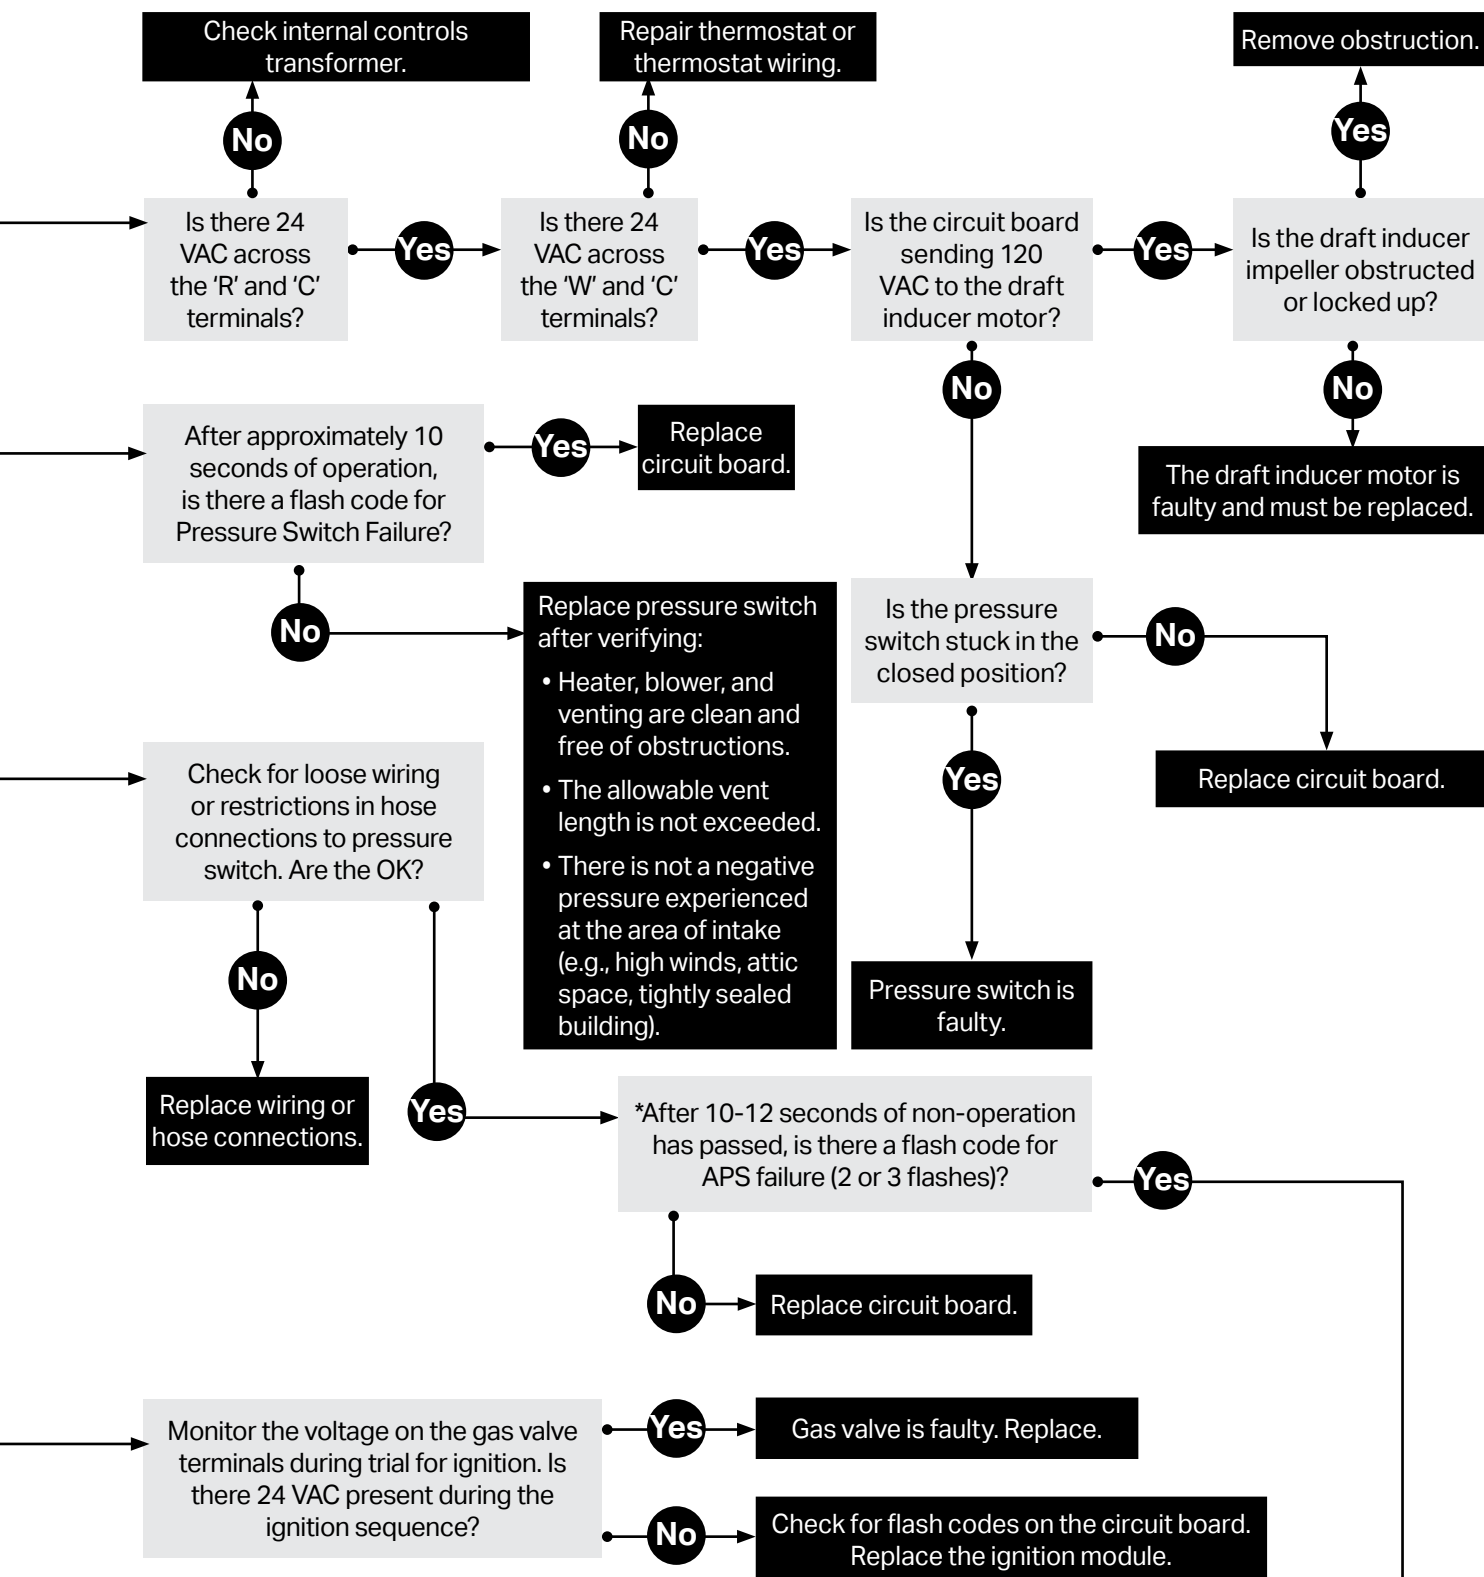 Check internal controls
transformer.
Repair thermostat or
thermostat wiring.
Remove obstruction.
No
No
Yes
Is there 24
VAC across
the ‘R’ and ‘C’
terminals?
Yes
Is there 24
VAC across
the ‘W’ and ‘C’
terminals?
Yes
Is the circuit board
sending 120
VAC to the draft
inducer motor?
Yes
Is the draft inducer
impeller obstructed
or locked up?
No
No
After approximately 10
seconds of operation,
is there a flash code for
Pressure Switch Failure?
Yes
Replace
circuit board.
The draft inducer motor is
faulty and must be replaced.
No
Replace pressure switch
after verifying:
• Heater, blower, and
venting are clean and
free of obstructions.
• The allowable vent
length is not exceeded.
• There is not a negative
pressure experienced
at the area of intake
(e.g., high winds, attic
space, tightly sealed
building).
Is the pressure
switch stuck in the
closed position?
No
Replace circuit board.
Yes
Pressure switch is
faulty.
Check for loose wiring
or restrictions in hose
connections to pressure
switch. Are the OK?
No
Replace wiring or
hose connections.
Yes
*After 10-12 seconds of non-operation
has passed, is there a flash code for
APS failure (2 or 3 flashes)?
Yes
No
Replace circuit board.
Monitor the voltage on the gas valve
terminals during trial for ignition. Is
there 24 VAC present during the
ignition sequence?
Yes
Gas valve is faulty. Replace.
No
Check for flash codes on the circuit board.
Replace the ignition module.